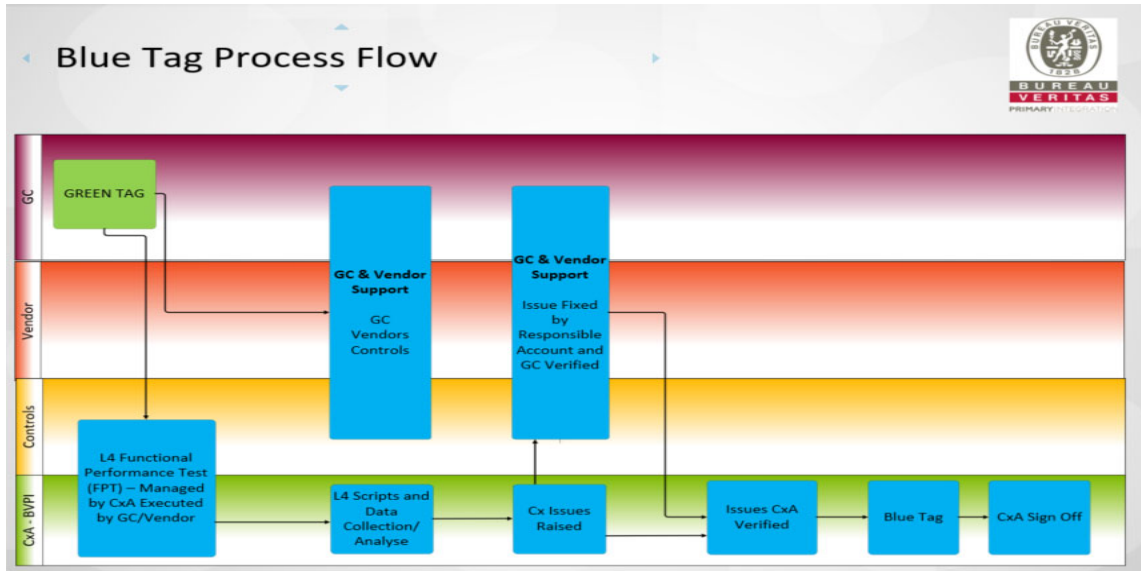 Blue Tag Process Flow
BUREAU VERITAS
1828
BUREAU
VERITAS
PRIMARY INTEGRATION
GC
GREEN TAG
Vendor
GC & Vendor
Support
GC
Vendors
Controls
GC & Vendor
Support
Issue Fixed
by
Responsible
Account and
GC Verified
Controls
L4 Functional
Performance Test
(FPT) – Managed
by CxA Executed
by GC/Vendor
CxA - BVPI
L4 Scripts and
Data
Collection/
Analyse
Cx Issues
Raised
Issues CxA
Verified
Blue Tag
CxA Sign Off